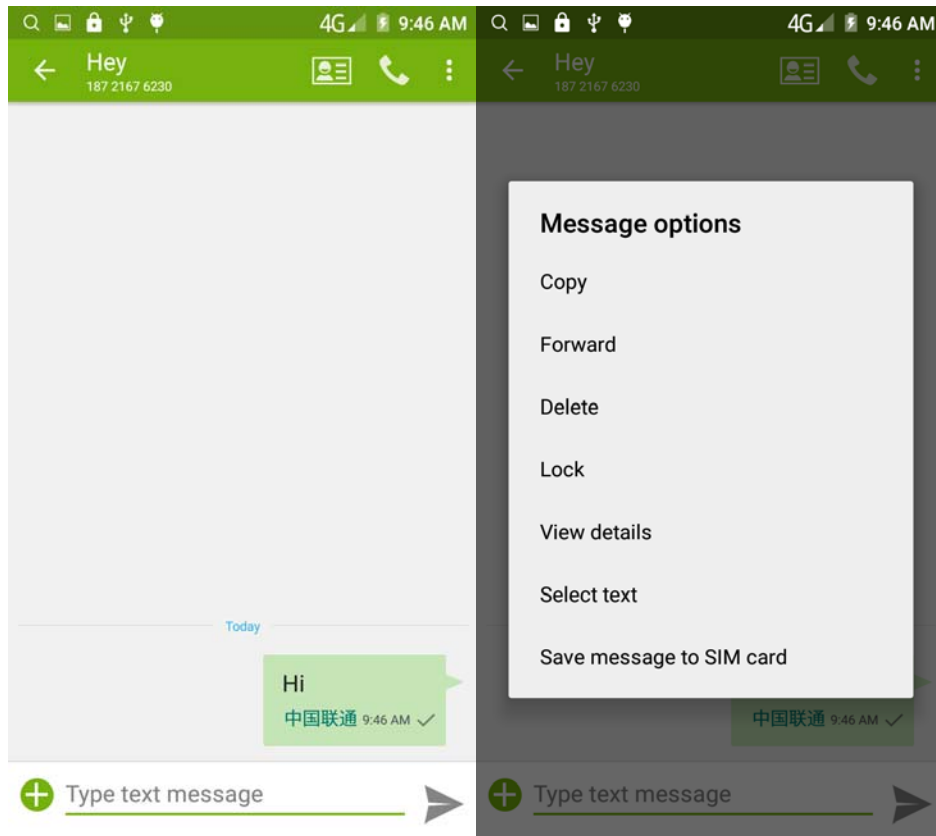 4G 9:46 AM
Hey
187 2167 6230
Today
Hi
中国联通 9:46 AM
Type text message
4G 9:46 AM
Hey
187 2167 6230
Message options
Copy
Forward
Delete
Lock
View details
Select text
Save message to SIM card
中国联通 9:46 AM
Type text message